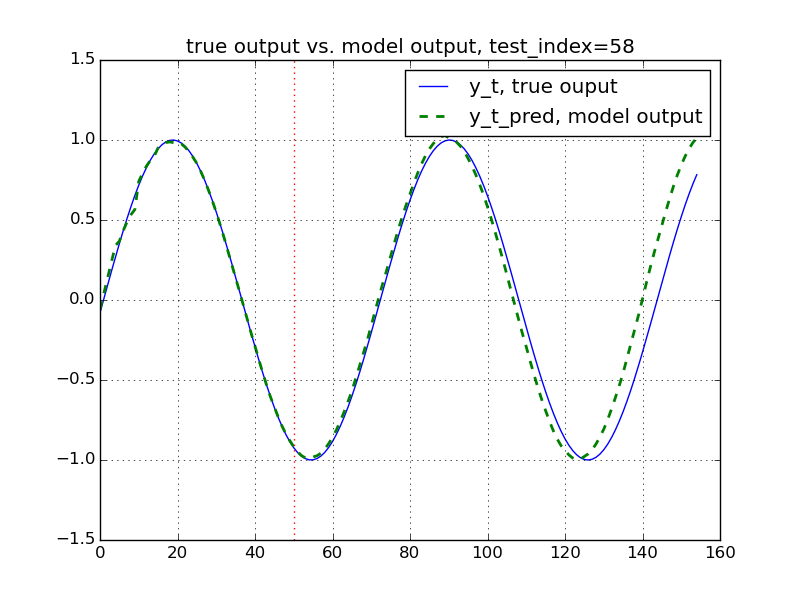 true output vs. model output, test_index=58
y_t, true ouput
y_t_pred, model output
1.5
1.0
0.5
0.0
−0.5
−1.0
−1.5
0 20 40 60 80 100 120 140 160